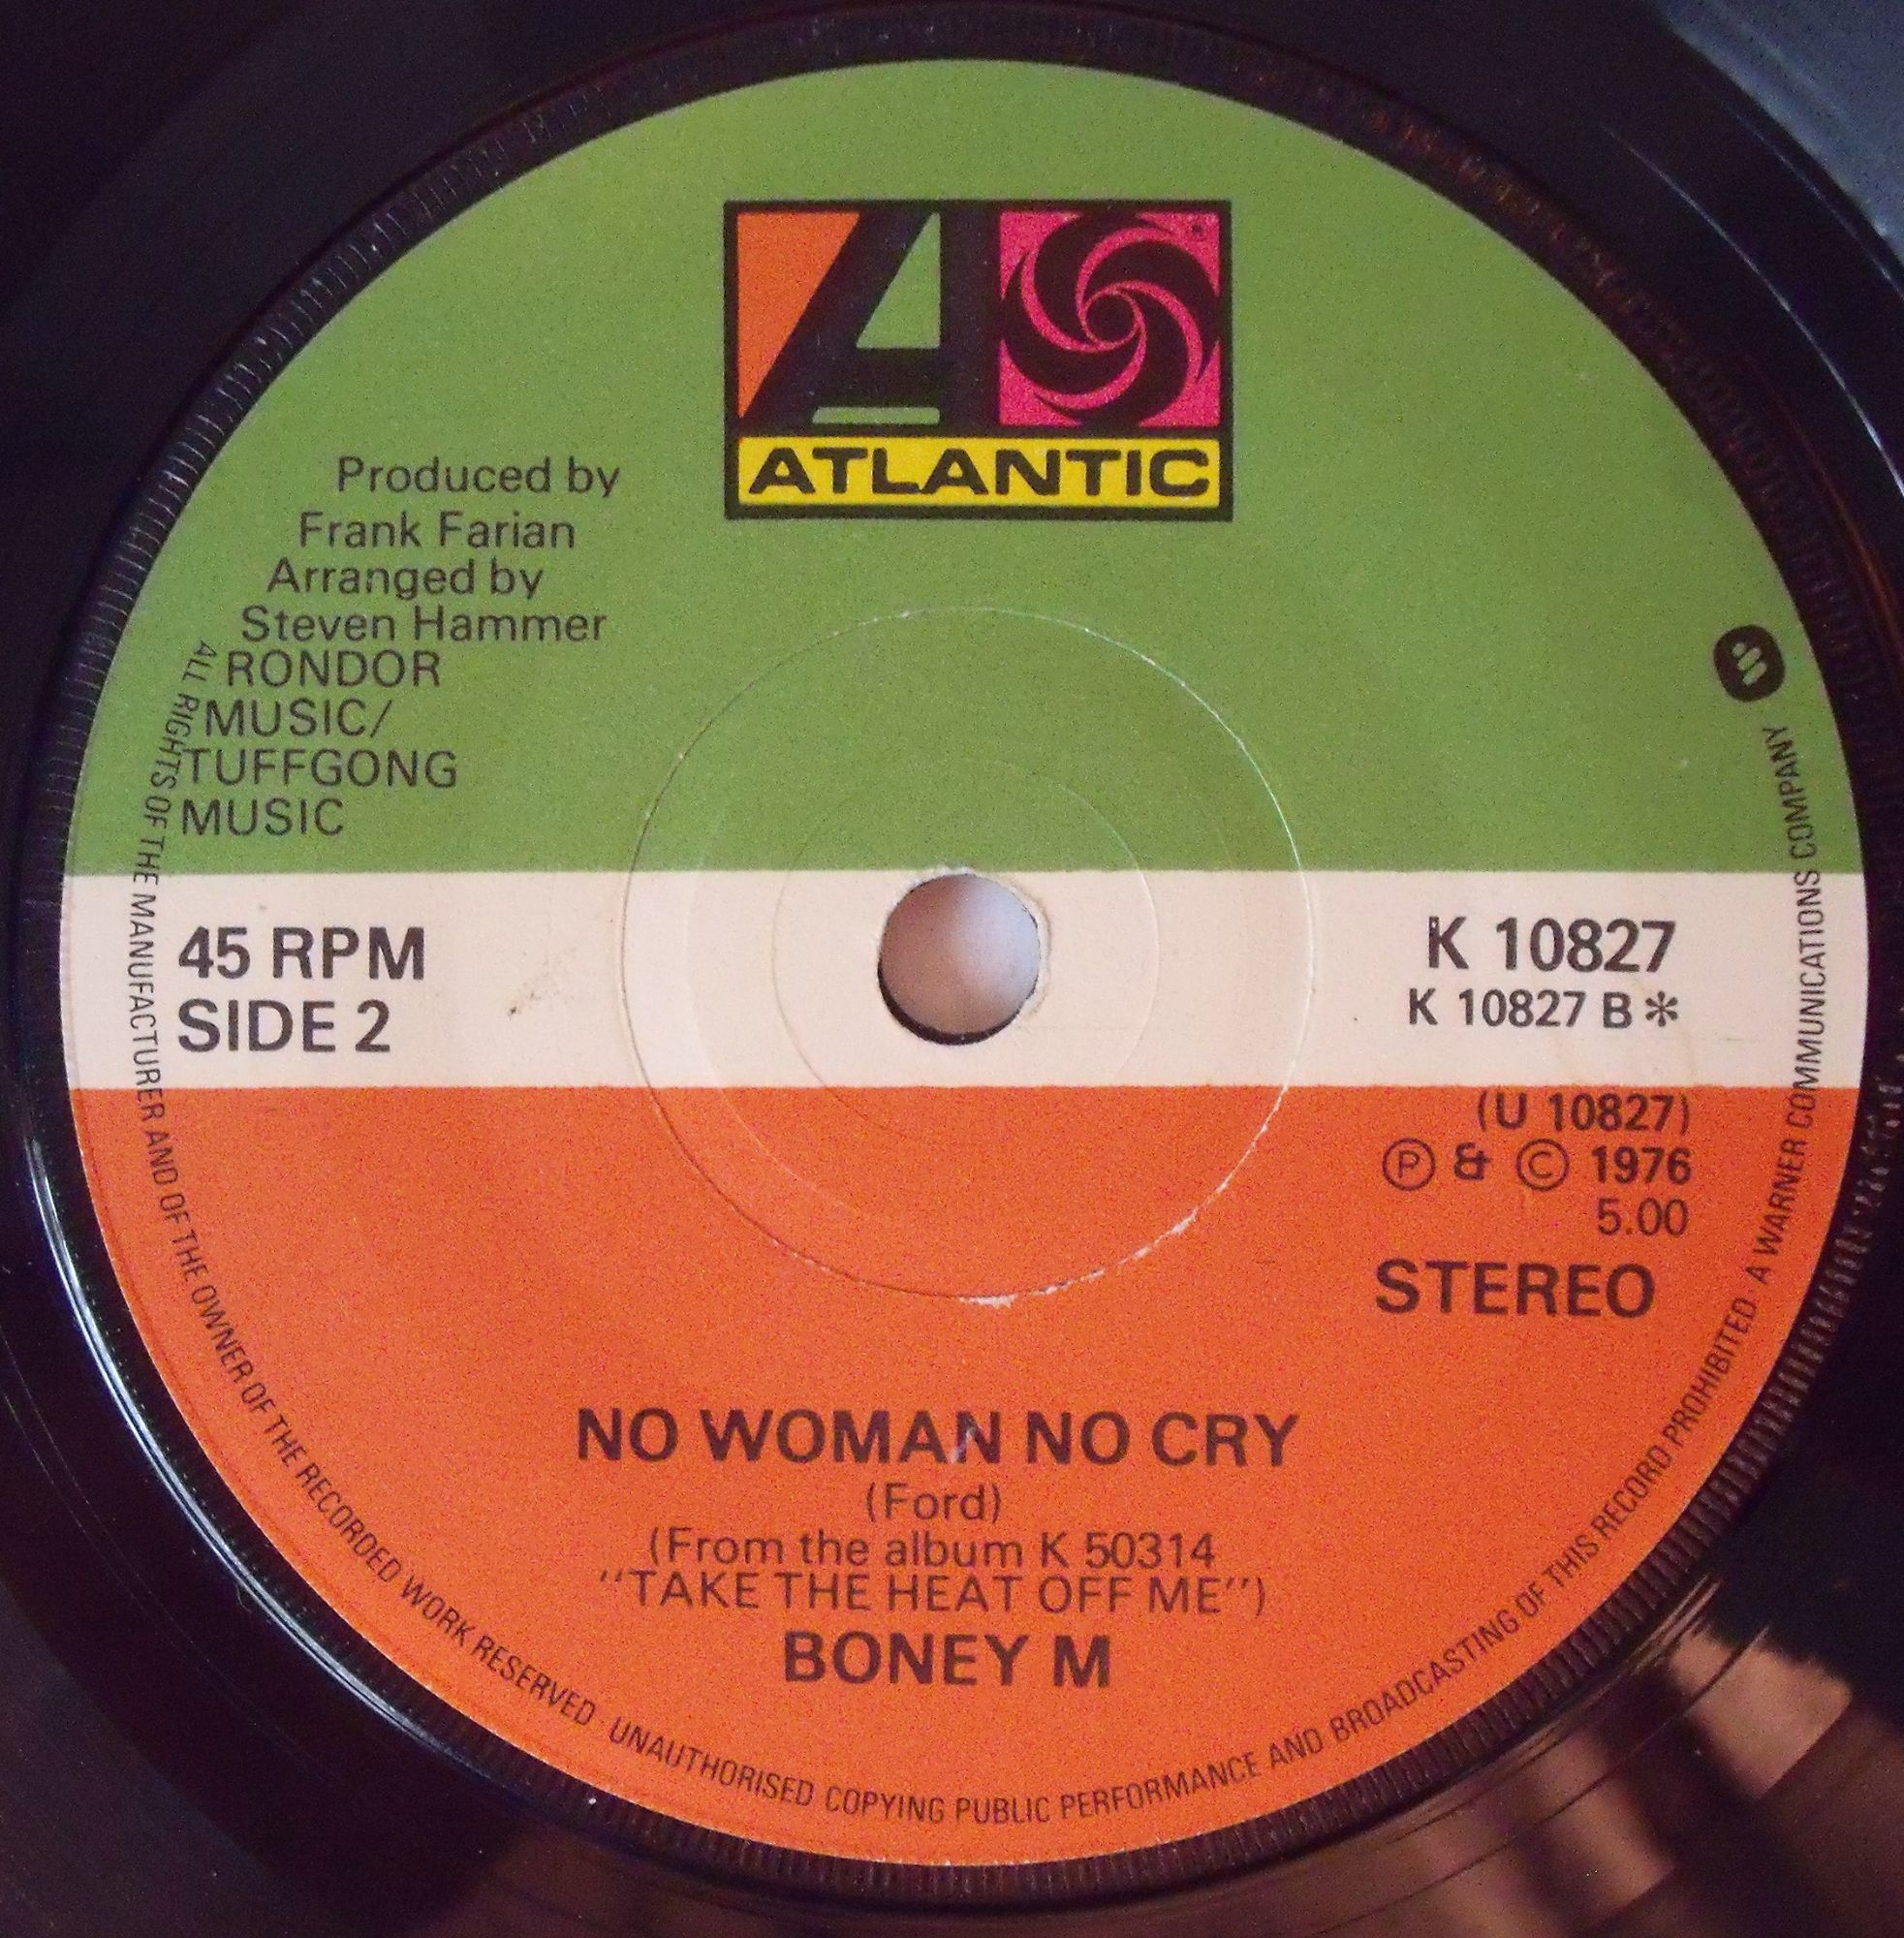 ATLANTIC
Produced by
Frank Farian
Arranged by
Steven Hammer
RONDOR
MUSIC/
TUFFGONG
MUSIC
45 RPM
SIDE 2
K 10827
K 10827 B*
(U 10827)
Ⓟ & © 1976
5.00
STEREO
NO WOMAN NO CRY
(Ford)
(From the album K 50314
"TAKE THE HEAT OFF ME")
BONEY M
ALL RIGHTS OF THE MANUFACTURER AND OF THE OWNER OF THE RECORDED WORK RESERVED UNAUTHORISED COPYING PUBLIC PERFORMANCE AND BROADCASTING OF THIS RECORD PROHIBITED A WARNER COMMUNICATIONS COMPANY